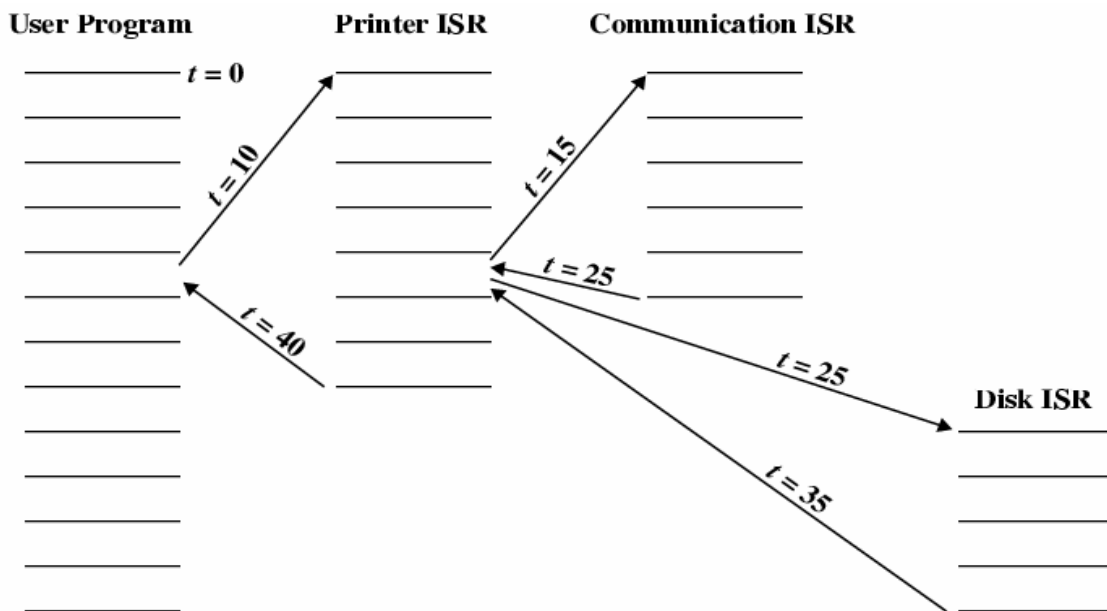 User Program
Printer ISR
Communication ISR
t = 0
t = 10
t = 15
t = 25
t = 40
t = 25
Disk ISR
t = 35